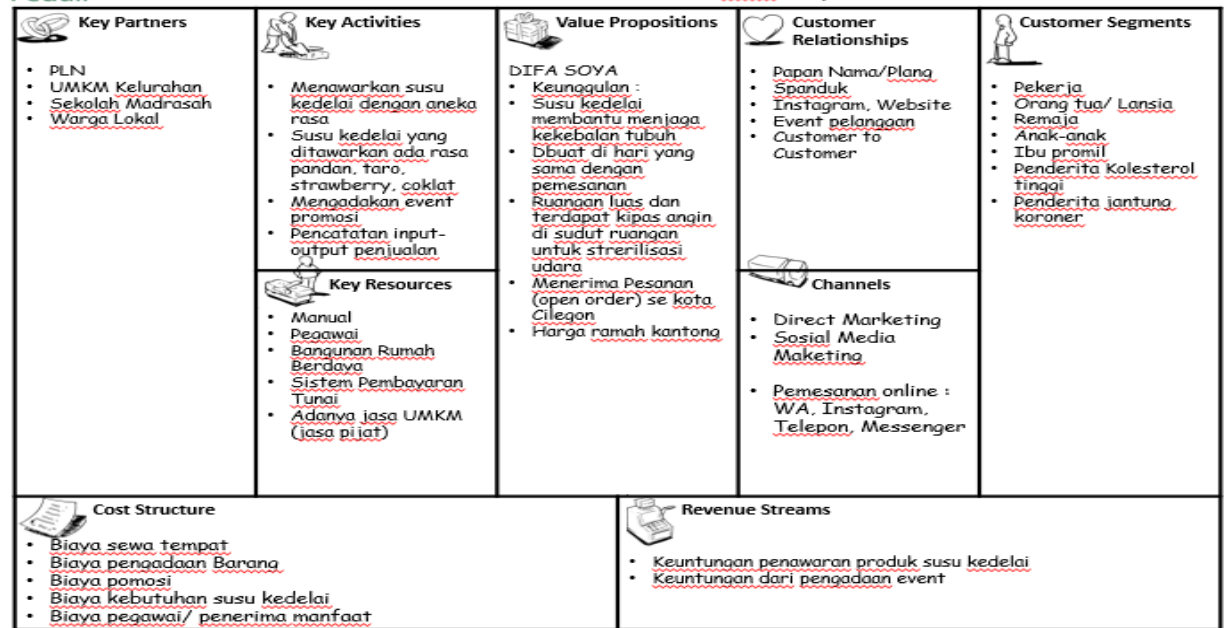 Key Partners
• PLN
• UMKM Kelurahan
• Sekolah Madrasah
• Warga Lokal
Key Activities
• Menawarkan susu
kedelai dengan aneka
rasa
• Susu kedelai yang
ditawarkan ada rasa
pandan, taro,
strawberry, coklat
• Mengadakan event
promosi
• Pencatatan input-
output penjualan
Key Resources
• Manual
• Pegawai
• Bangunan Rumah
Berdaya
• Sistem Pembayaran
Tunai
• Adanya jasa UMKM
(jasa pijat)
Value Propositions
DIFA SOYA
• Keunggulan :
• Susu kedelai
membantu menjaga
kekebalan tubuh
• Dbuat di hari yang
sama dengan
pemesanan
• Ruangan luas dan
terdapat kipas angin
di sudut ruangan
untuk strerilisasi
udara
• Menerima Pesanan
(open order) se kota
Cilegon
• Harga ramah kantong
Customer
Relationships
• Papan Nama/Plang
• Spanduk
• Instagram, Website
• Event pelanggan
• Customer to
Customer
Channels
• Direct Marketing
• Sosial Media
Maketing
• Pemesanan online :
WA, Instagram,
Telepon, Messenger
Customer Segments
• Pekerja
• Orang tua/ Lansia
• Remaja
• Anak-anak
• Ibu promil
• Penderita Kolesterol
tinggi
• Penderita jantung
koroner
Cost Structure
• Biaya sewa tempat
• Biaya pengadaan Barang
• Biaya pomosi
• Biaya kebutuhan susu kedelai
• Biaya pegawai/ penerima manfaat
Revenue Streams
• Keuntungan penawaran produk susu kedelai
• Keuntungan dari pengadaan event